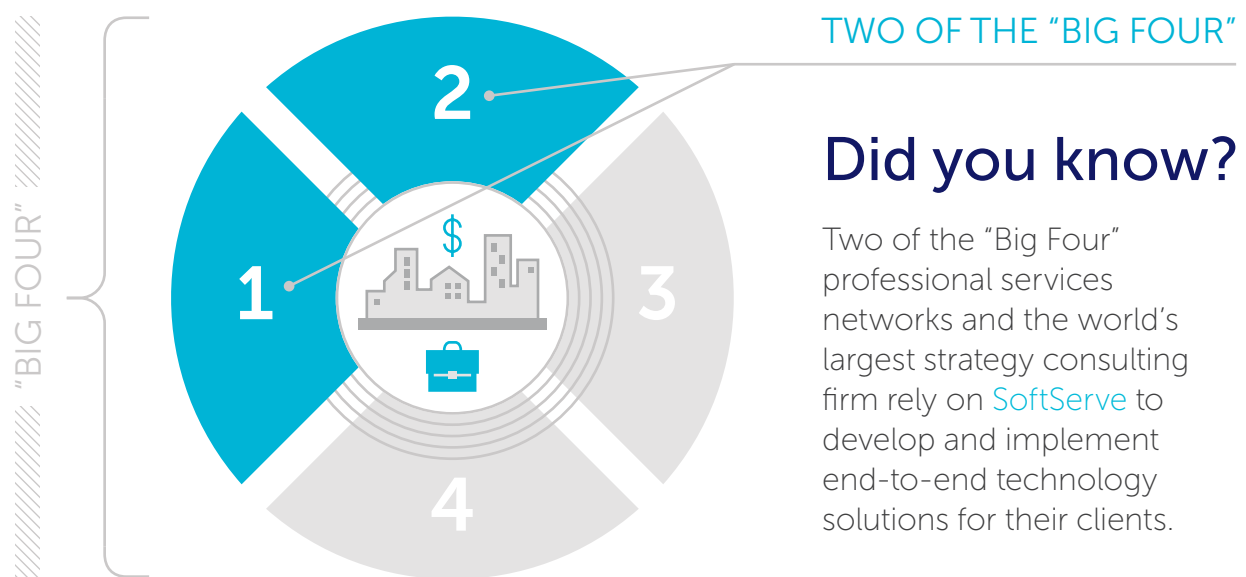 "BIG FOUR"
1
2
3
4
$
TWO OF THE “BIG FOUR”
Did you know?
Two of the “Big Four”
professional services
networks and the world’s
largest strategy consulting
firm rely on SoftServe to
develop and implement
end-to-end technology
solutions for their clients.